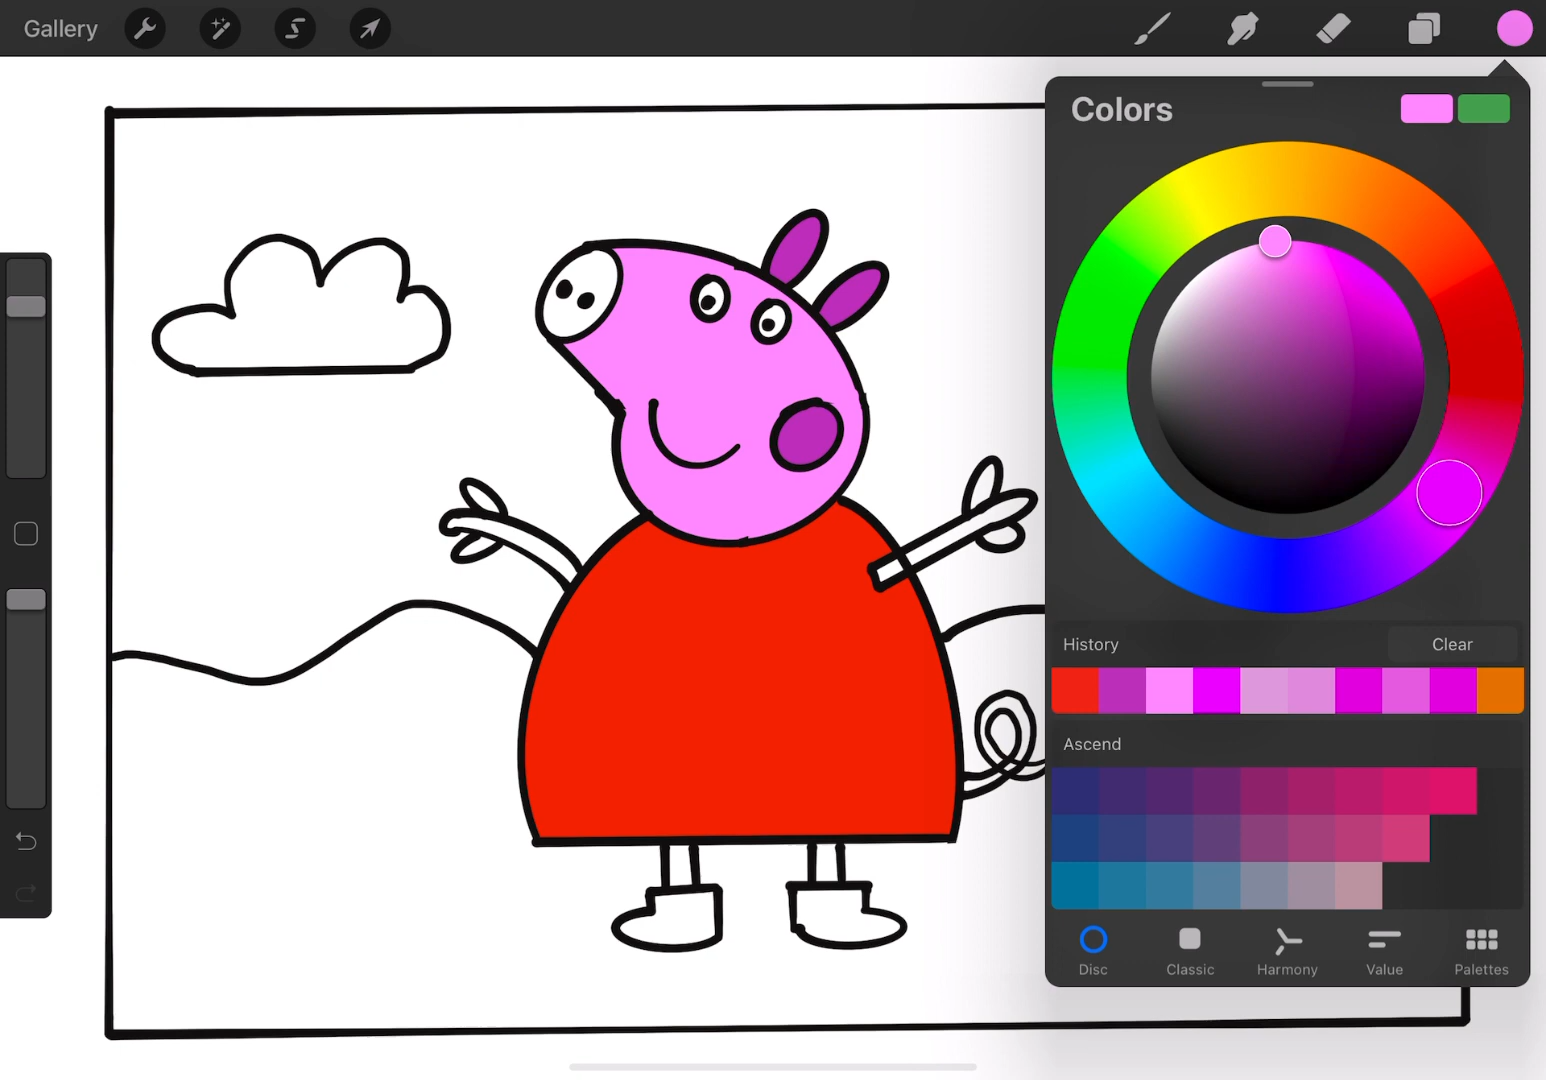 Gallery
Colors
History
Clear
Ascend
Disc
Classic
Harmony
Value
Palettes